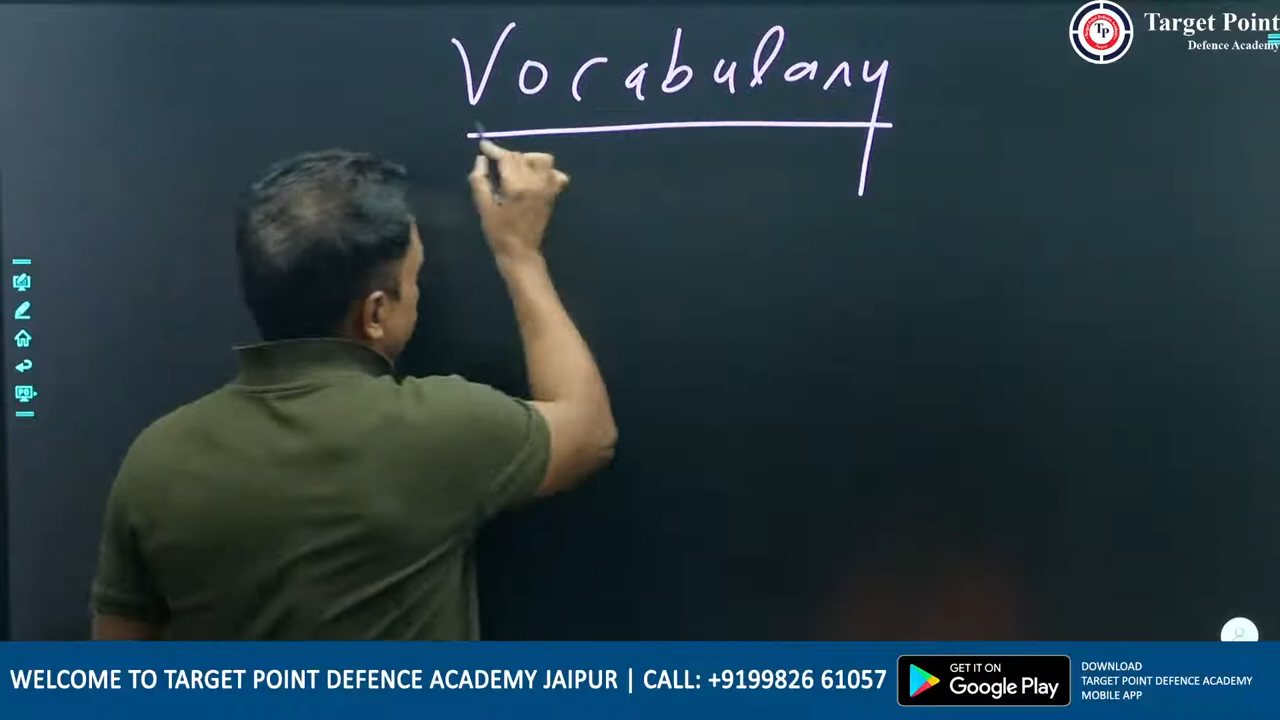 Vocabulary
Target Point
Defence Academy
WELCOME TO TARGET POINT DEFENCE ACADEMY JAIPUR | CALL: +9199826 61057
GET IT ON
Google Play
DOWNLOAD
TARGET POINT DEFENCE ACADEMY
MOBILE APP